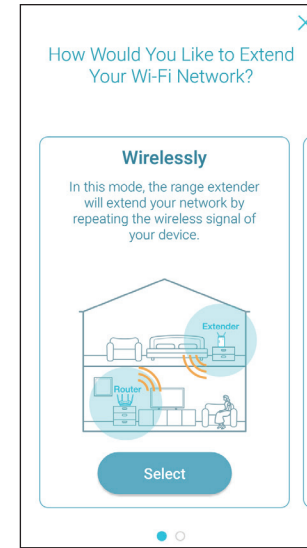 How Would You Like to Extend
Your Wi-Fi Network?
Wirelessly
In this mode, the range extender
will extend your network by
repeating the wireless signal of
your device.
Extender
Router
Select